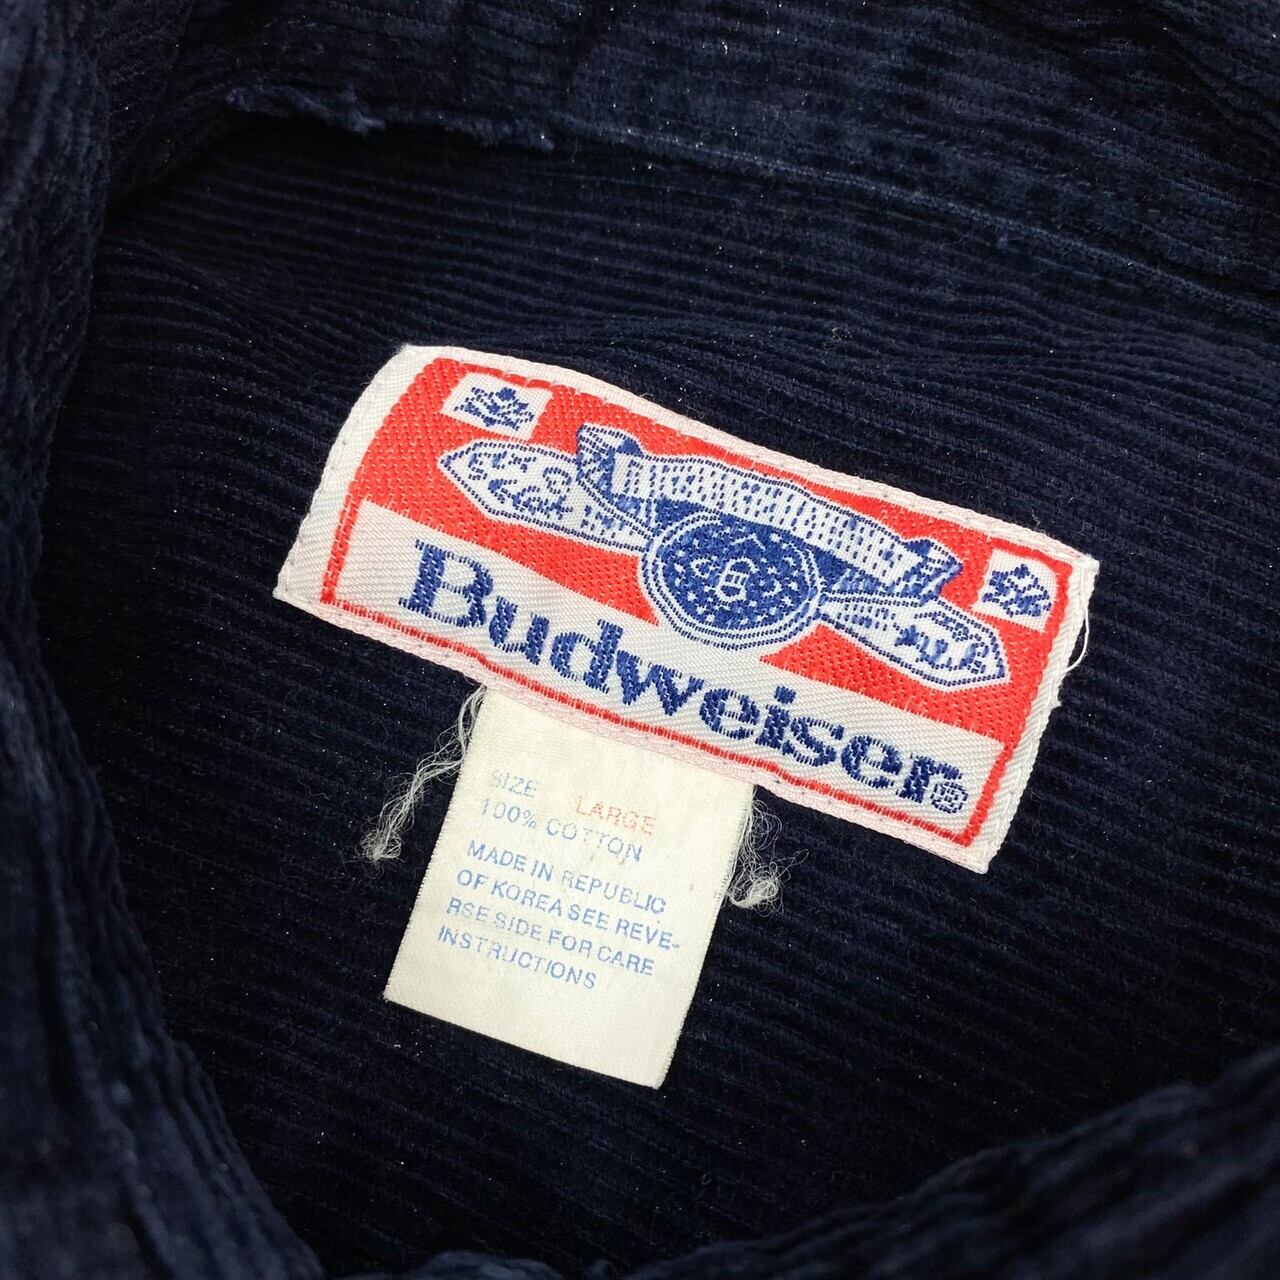 Budweiser®
SIZE LARGE
100% COTTON
MADE IN REPUBLIC
OF KOREA SEE REVE-
RSE SIDE FOR CARE
INSTRUCTIONS